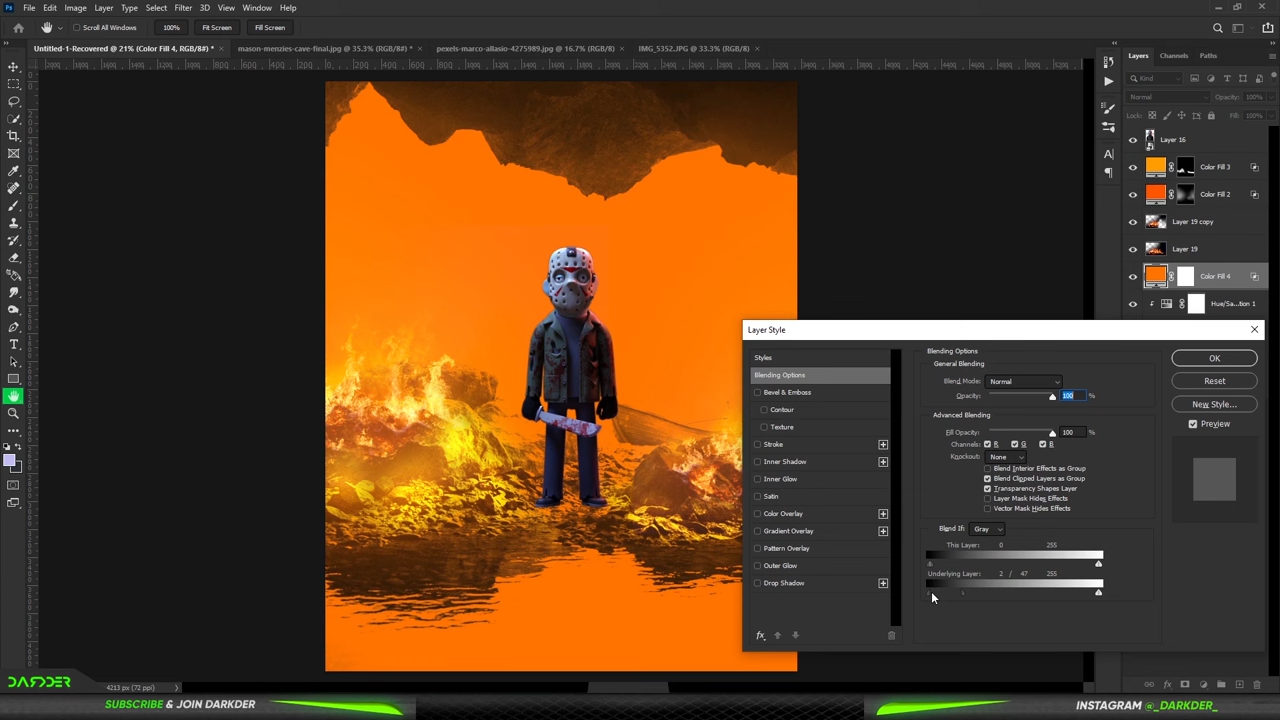 Ps File Edit Image Layer Type Select Filter 3D View Window Help
Scroll All Windows 100% Fit Screen Fill Screen
Untitled-1-Recovered @ 21% (Color Fill 4, RGB/8#) * × mason-menzies-cave-final.jpg @ 35.3% (RGB/8#) * × pexels-marco-allasio-4275989.jpg @ 16.7% (RGB/8) × IMG_5352.JPG @ 33.3% (RGB/8) ×
Layers Channels Paths
Kind
Normal Opacity: 100%
Lock: Fill: 100%
Layer 16
Color Fill 3
Color Fill 2
Layer 19 copy
Layer 19
Color Fill 4
Hue/Sa...tion 1
Layer Style
Styles
Blending Options
Bevel & Emboss
Contour
Texture
Stroke
Inner Shadow
Inner Glow
Satin
Color Overlay
Gradient Overlay
Pattern Overlay
Outer Glow
Drop Shadow
fx
Blending Options
General Blending
Blend Mode: Normal
Opacity: 100 %
Advanced Blending
Fill Opacity: 100 %
Channels: R G B
Knockout: None
Blend Interior Effects as Group
Blend Clipped Layers as Group
Transparency Shapes Layer
Layer Mask Hides Effects
Vector Mask Hides Effects
Blend If: Gray
This Layer: 0 255
Underlying Layer: 2 / 47 255
OK
Reset
New Style...
Preview
DARDER
4213 px (72 ppi)
SUBSCRIBE & JOIN DARKDER
INSTAGRAM @_DARKDER_